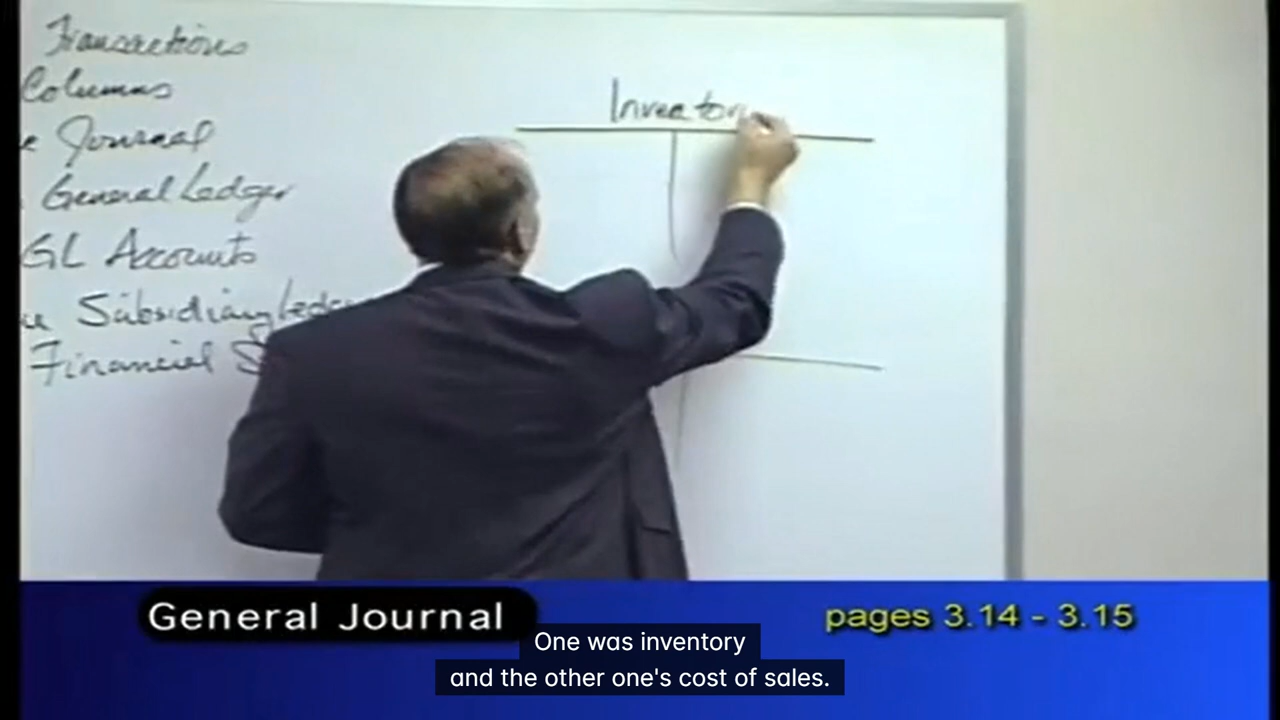 Transactions
Columns
e Journal
General Ledger
GL Accounts
Subsidiary Ledger
Financial S
Inventory
General Journal
pages 3.14 - 3.15
One was inventory
and the other one's cost of sales.